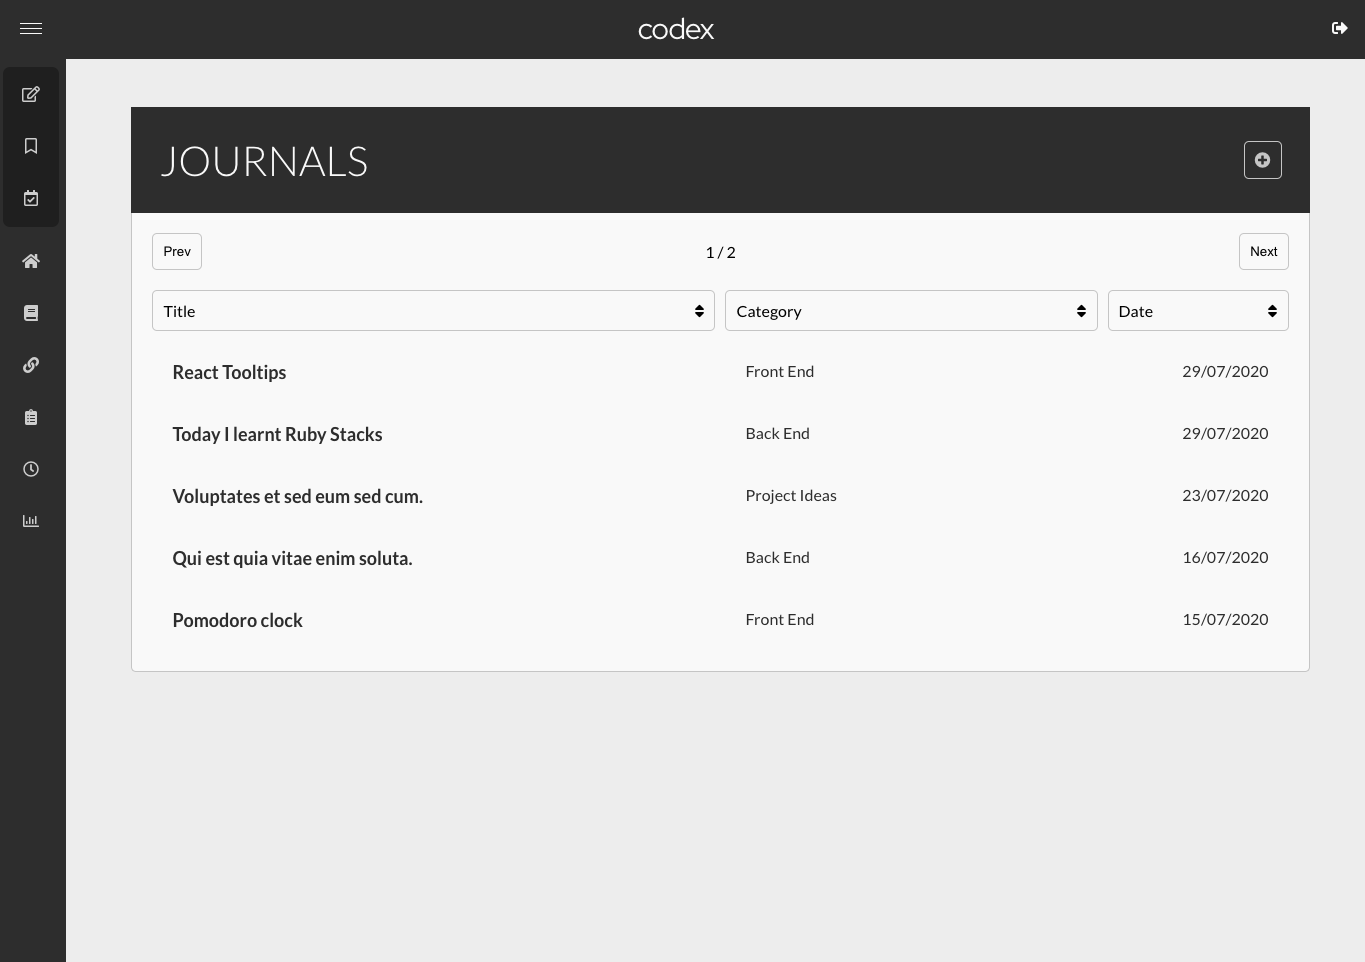 codex
JOURNALS
Prev 1 / 2 Next
Title Category Date
React Tooltips Front End 29/07/2020
Today I learnt Ruby Stacks Back End 29/07/2020
Voluptates et sed eum sed cum. Project Ideas 23/07/2020
Qui est quia vitae enim soluta. Back End 16/07/2020
Pomodoro clock Front End 15/07/2020